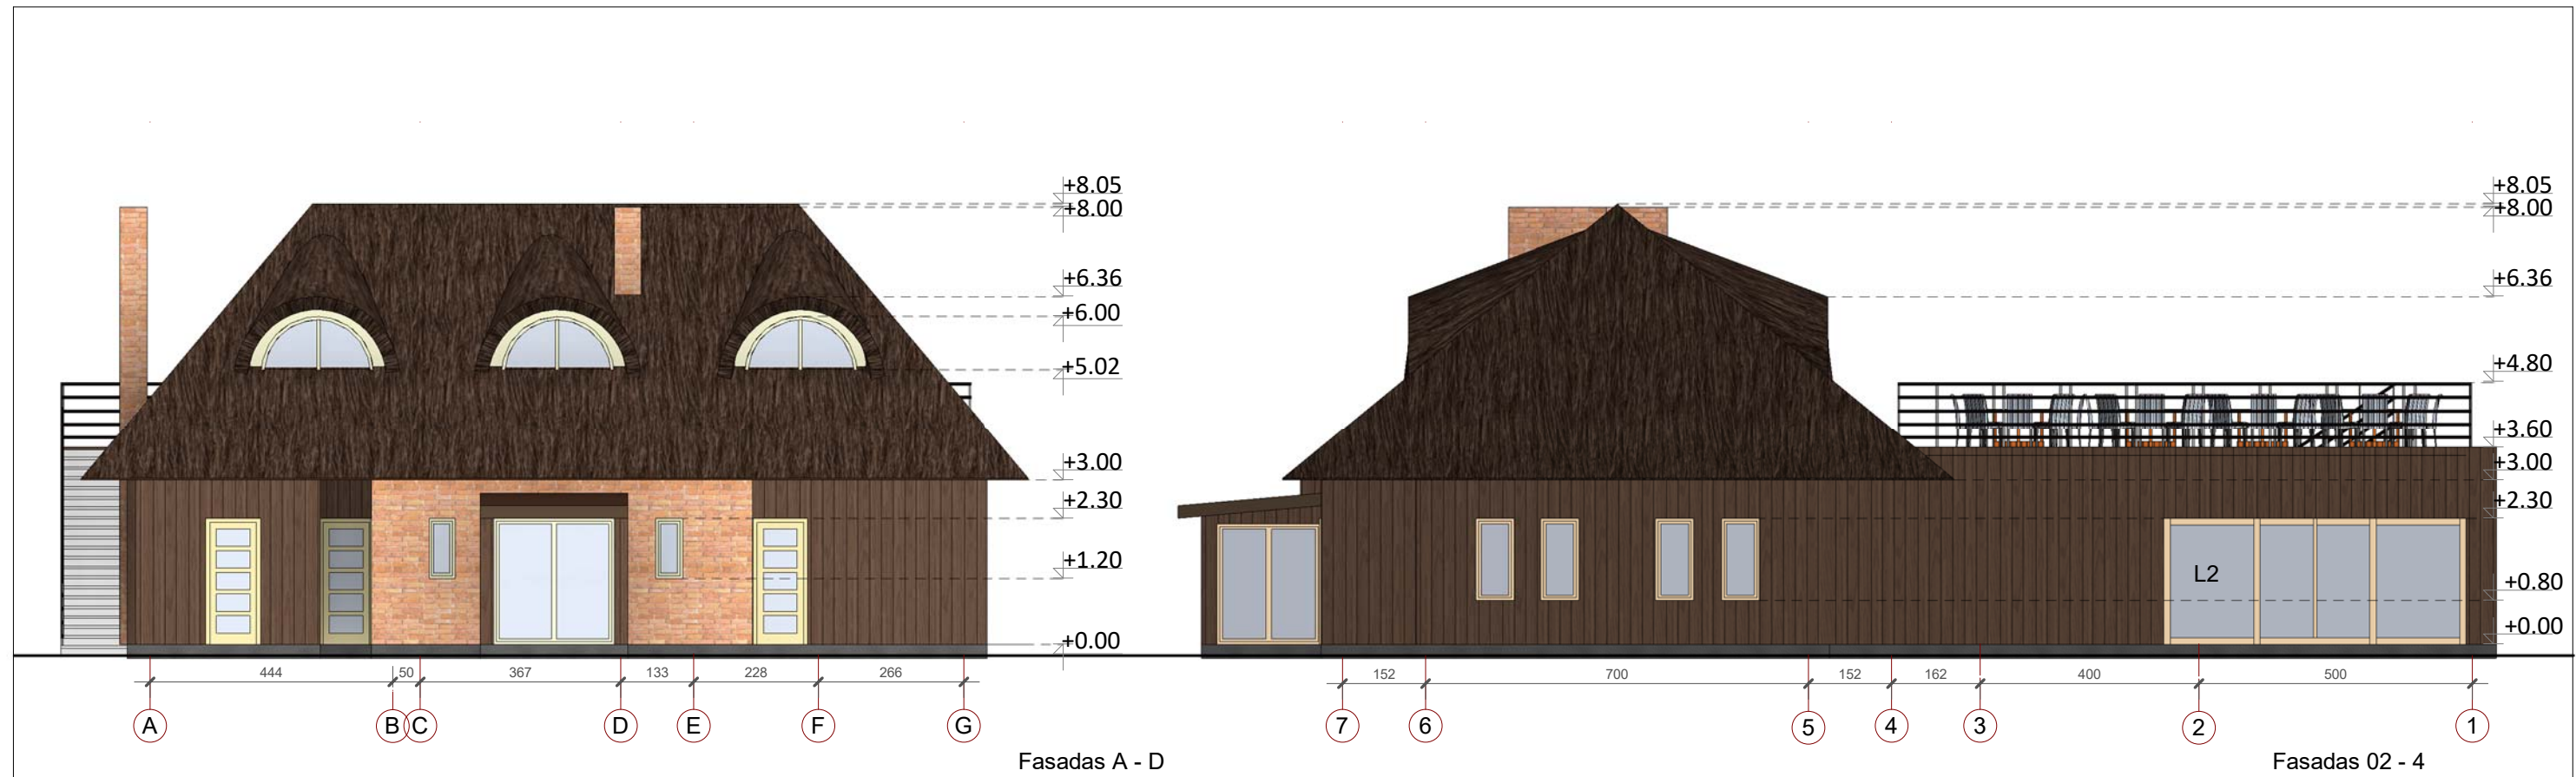 +8.05
+8.00
+6.36
+6.00
+5.02
+3.00
+2.30
+1.20
+0.00
444 50 367 133 228 266
A B C D E F G
Fasadas A - D
+8.05
+8.00
+6.36
+4.80
+3.60
+3.00
+2.30
L2
+0.80
+0.00
152 700 152 162 400 500
7 6 5 4 3 2 1
Fasadas 02 - 4